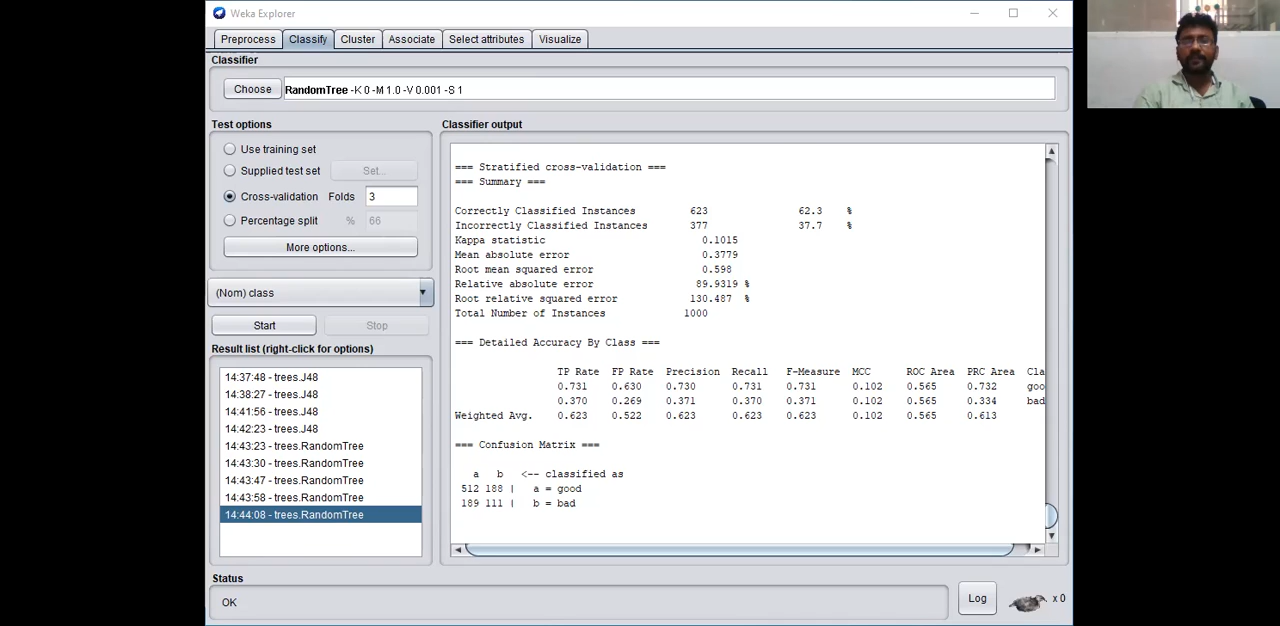 Weka Explorer
Preprocess Classify Cluster Associate Select attributes Visualize
Classifier
Choose RandomTree -K 0 -M 1.0 -V 0.001 -S 1
Test options
Use training set
Supplied test set Set...
Cross-validation Folds 3
Percentage split % 66
More options...
(Nom) class
Start Stop
Result list (right-click for options)
14:37:48 - trees.J48
14:38:27 - trees.J48
14:41:56 - trees.J48
14:42:23 - trees.J48
14:43:23 - trees.RandomTree
14:43:30 - trees.RandomTree
14:43:47 - trees.RandomTree
14:43:58 - trees.RandomTree
14:44:08 - trees.RandomTree
Classifier output
=== Stratified cross-validation ===
=== Summary ===
Correctly Classified Instances 623 62.3 %
Incorrectly Classified Instances 377 37.7 %
Kappa statistic 0.1015
Mean absolute error 0.3779
Root mean squared error 0.598
Relative absolute error 89.9319 %
Root relative squared error 130.487 %
Total Number of Instances 1000
=== Detailed Accuracy By Class ===
TP Rate FP Rate Precision Recall F-Measure MCC ROC Area PRC Area Cla
0.731 0.630 0.730 0.731 0.731 0.102 0.565 0.732 goo
0.370 0.269 0.371 0.370 0.371 0.102 0.565 0.334 bad
Weighted Avg. 0.623 0.522 0.623 0.623 0.623 0.102 0.565 0.613
=== Confusion Matrix ===
a b <-- classified as
512 188 | a = good
189 111 | b = bad
Status
OK
Log x 0